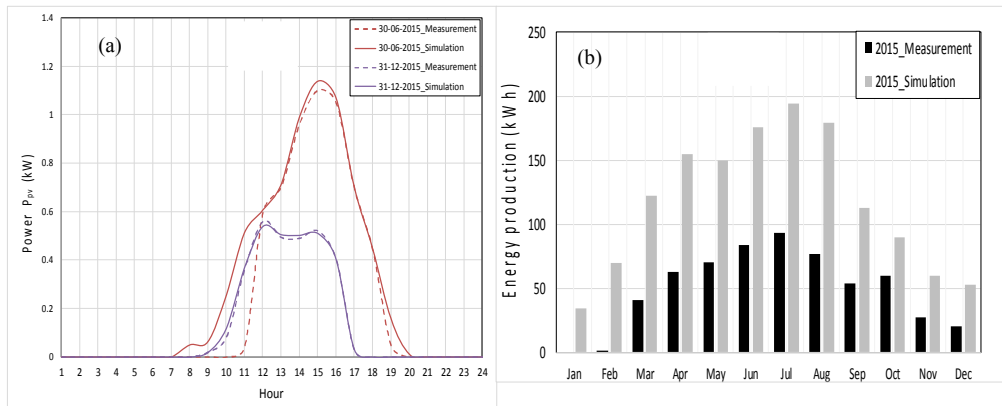 (a)
30-06-2015_Measurement
30-06-2015_Simulation
31-12-2015_Measurement
31-12-2015_Simulation
1.4
1.2
1
0.8
0.6
0.4
0.2
0
Power Ppv (kW)
1 2 3 4 5 6 7 8 9 10 11 12 13 14 15 16 17 18 19 20 21 22 23 24
Hour
(b)
2015_Measurement
2015_Simulation
250
200
150
100
50
0
Energy production (kWh)
Jan Feb Mar Apr May Jun Jul Aug Sep Oct Nov Dec